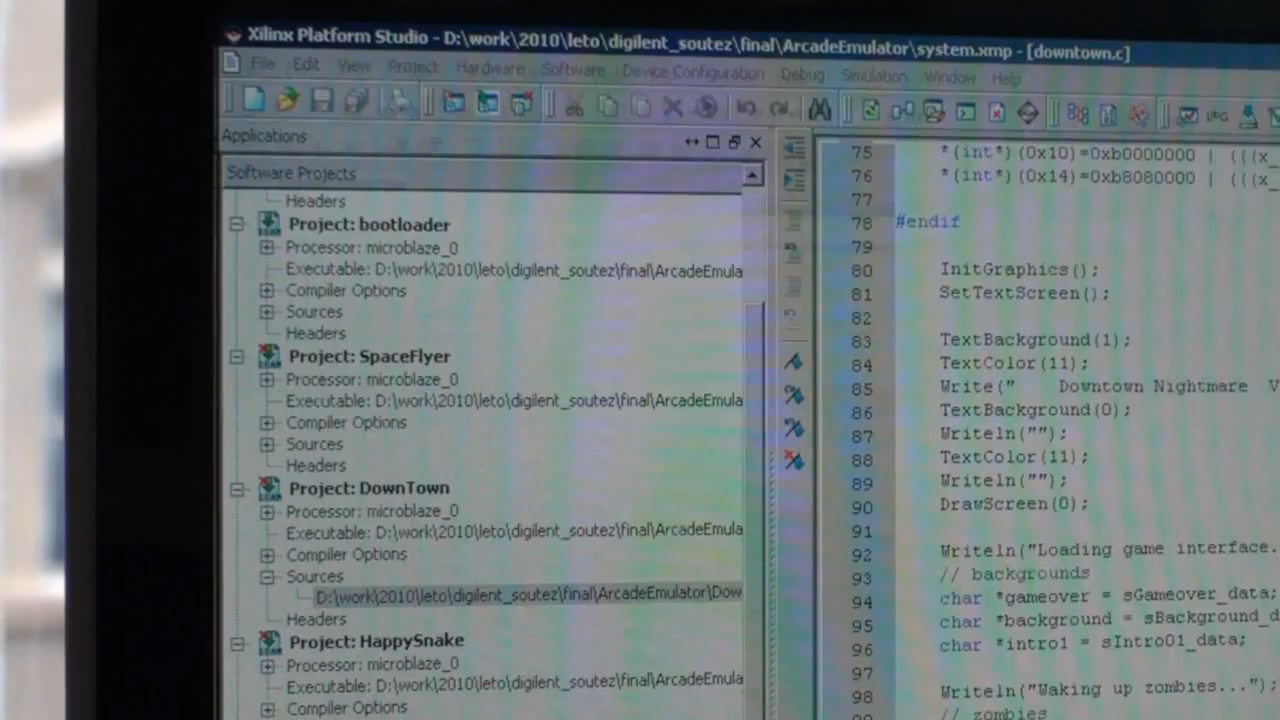 Xilinx Platform Studio - D:\work\2010\leto\digilent_soutez\final\ArcadeEmulator\system.xmp - [downtown.c]
File Edit View Project Hardware Software Device Configuration Debug Simulation Window Help
Applications
Software Projects
Headers
Project: bootloader
Processor: microblaze_0
Executable: D:\work\2010\leto\digilent_soutez\final\ArcadeEmula
Compiler Options
Sources
Headers
Project: SpaceFlyer
Processor: microblaze_0
Executable: D:\work\2010\leto\digilent_soutez\final\ArcadeEmula
Compiler Options
Sources
Headers
Project: DownTown
Processor: microblaze_0
Executable: D:\work\2010\leto\digilent_soutez\final\ArcadeEmula
Compiler Options
Sources
D:\work\2010\leto\digilent_soutez\final\ArcadeEmulator\Dow
Headers
Project: HappySnake
Processor: microblaze_0
Executable: D:\work\2010\leto\digilent_soutez\final\ArcadeEmula
Compiler Options
75 *(int*)(0x10)=0xb0000000 | (((x_
76 *(int*)(0x14)=0xb8080000 | (((x_
77
78 #endif
79
80 InitGraphics();
81 SetTextScreen();
82
83 TextBackground(1);
84 TextColor(11);
85 Write(" Downtown Nightmare V
86 TextBackground(0);
87 Writeln("");
88 TextColor(11);
89 Writeln("");
90 DrawScreen(0);
91
92 Writeln("Loading game interface.
93 // backgrounds
94 char *gameover = sGameover_data;
95 char *background = sBackground_d
96 char *intro1 = sIntro01_data;
97
98 Writeln("Waking up zombies...");
// zombies